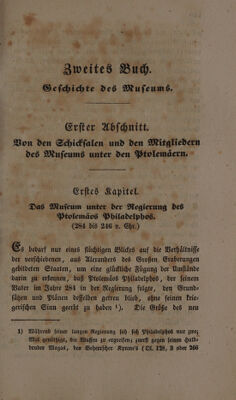 Zweites Buch.
Geschichte des Museums.
Erster Abschnitt.
Von den Schicksalen und den Mitgliedern
des Museums unter den Ptolemäern.
Erstes Kapitel.
Das Museum unter der Regierung des
Ptolemäos Philadelphos.
(284 bis 246 v. Chr.)
Es bedarf nur eines flüchtigen Blicks auf die Verhältnisse
der verschiedenen, aus Alexanders des Großen Eroberungen
gebildeten Staaten, um eine glückliche Fügung der Umstände
darin zu erkennen, daß Ptolemäos Philadelphos, der seinem
Vater im Jahre 284 in der Regierung folgte, den Grund-
sätzen und Plänen desselben getreu blieb, ohne seinen krie-
gerischen Sinn geerbt zu haben ¹). Die Größe des neu
1) Während seiner langen Regierung sah sich Philadelphos nur zwei
Mal genöthigt, die Waffen zu ergreifen; zuerst gegen seinen Halb-
bruder Magas, den Beherrscher Kyrene's (Ol. 128, 3 oder 266